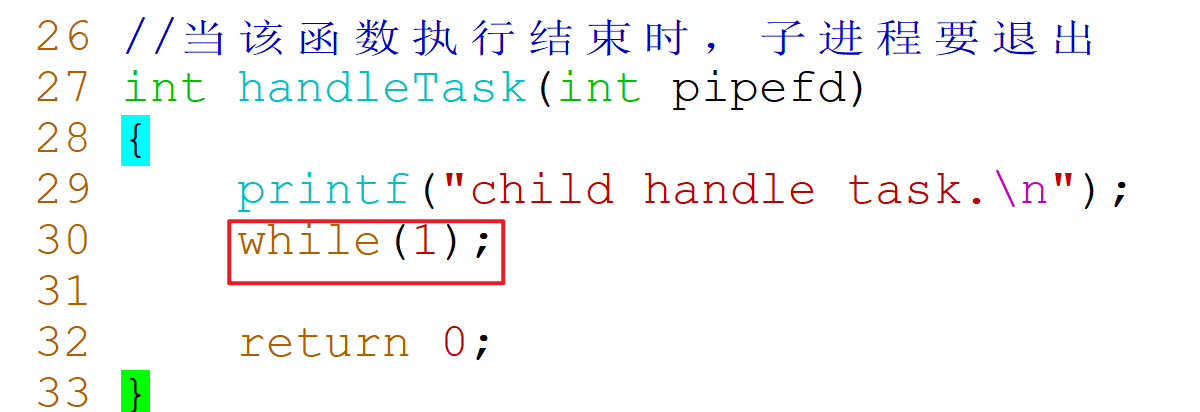 26 //当该函数执行结束时，子进程要退出
27 int handleTask(int pipefd)
28 {
29     printf("child handle task.\n");
30     while(1);
31
32     return 0;
33 }